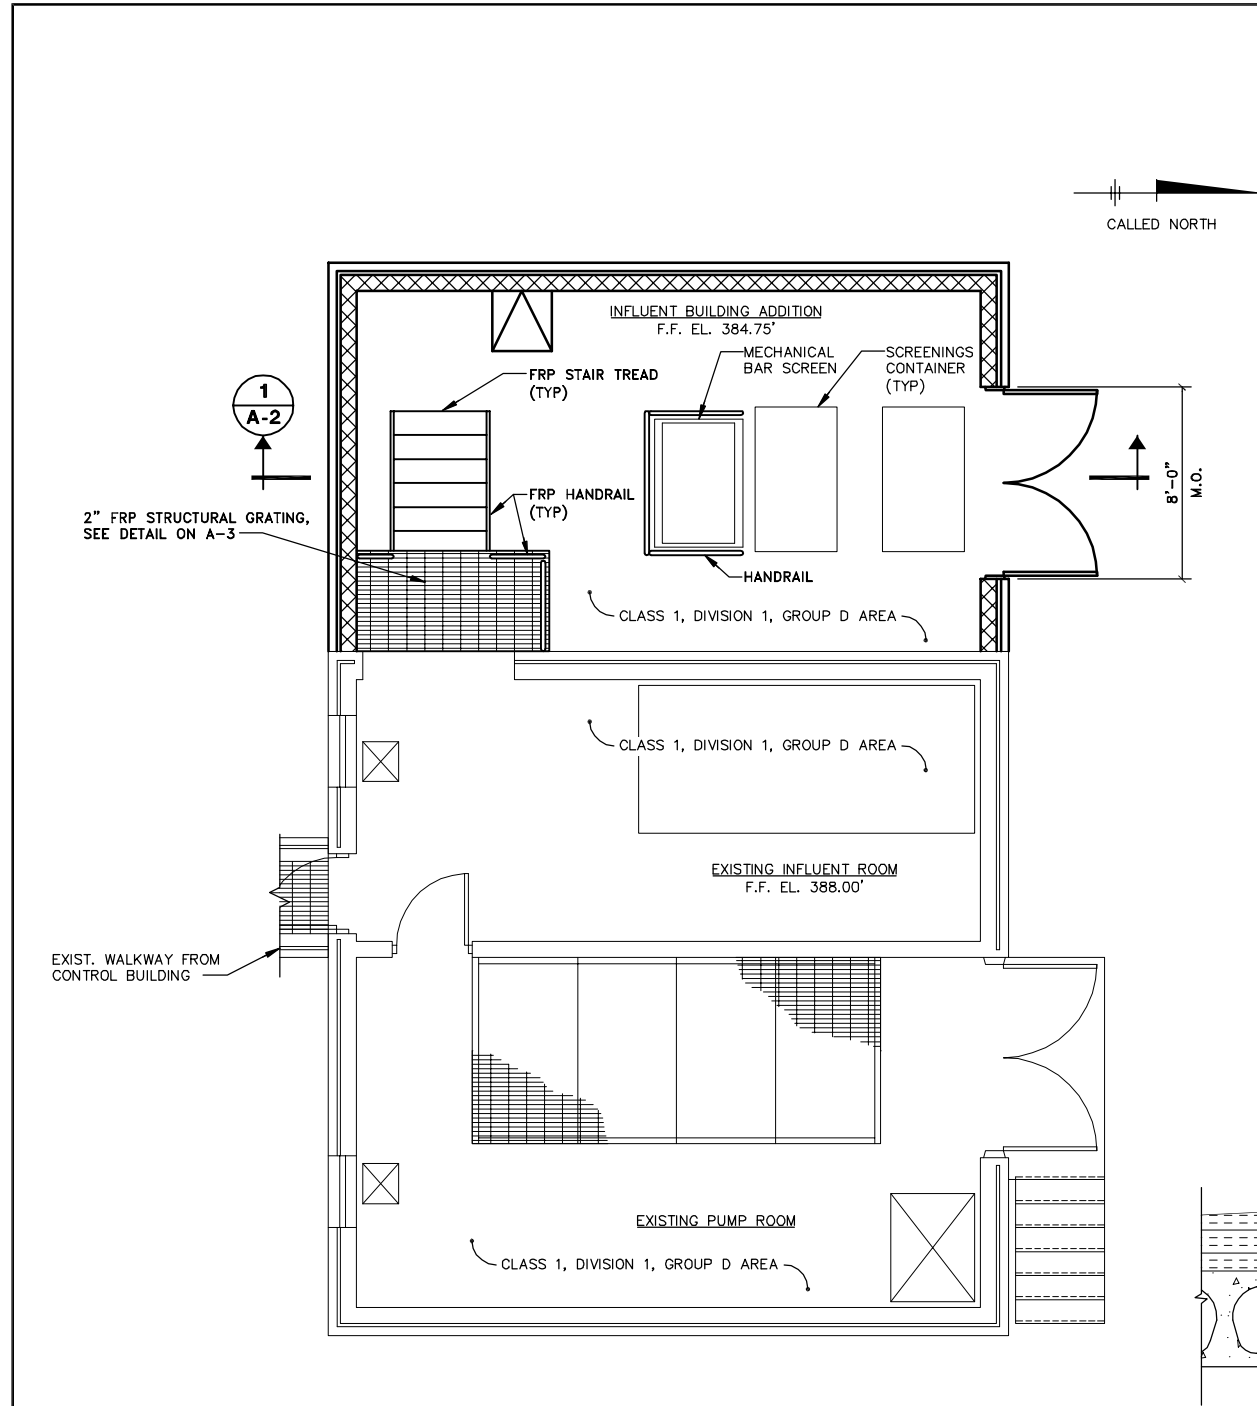 CALLED NORTH
INFLUENT BUILDING ADDITION
F.F. EL. 384.75'
MECHANICAL
BAR SCREEN
SCREENINGS
CONTAINER
(TYP)
FRP STAIR TREAD
(TYP)
1
A-2
8'-0"
M.O.
FRP HANDRAIL
(TYP)
2" FRP STRUCTURAL GRATING,
SEE DETAIL ON A-3
HANDRAIL
CLASS 1, DIVISION 1, GROUP D AREA
CLASS 1, DIVISION 1, GROUP D AREA
EXISTING INFLUENT ROOM
F.F. EL. 388.00'
EXIST. WALKWAY FROM
CONTROL BUILDING
EXISTING PUMP ROOM
CLASS 1, DIVISION 1, GROUP D AREA